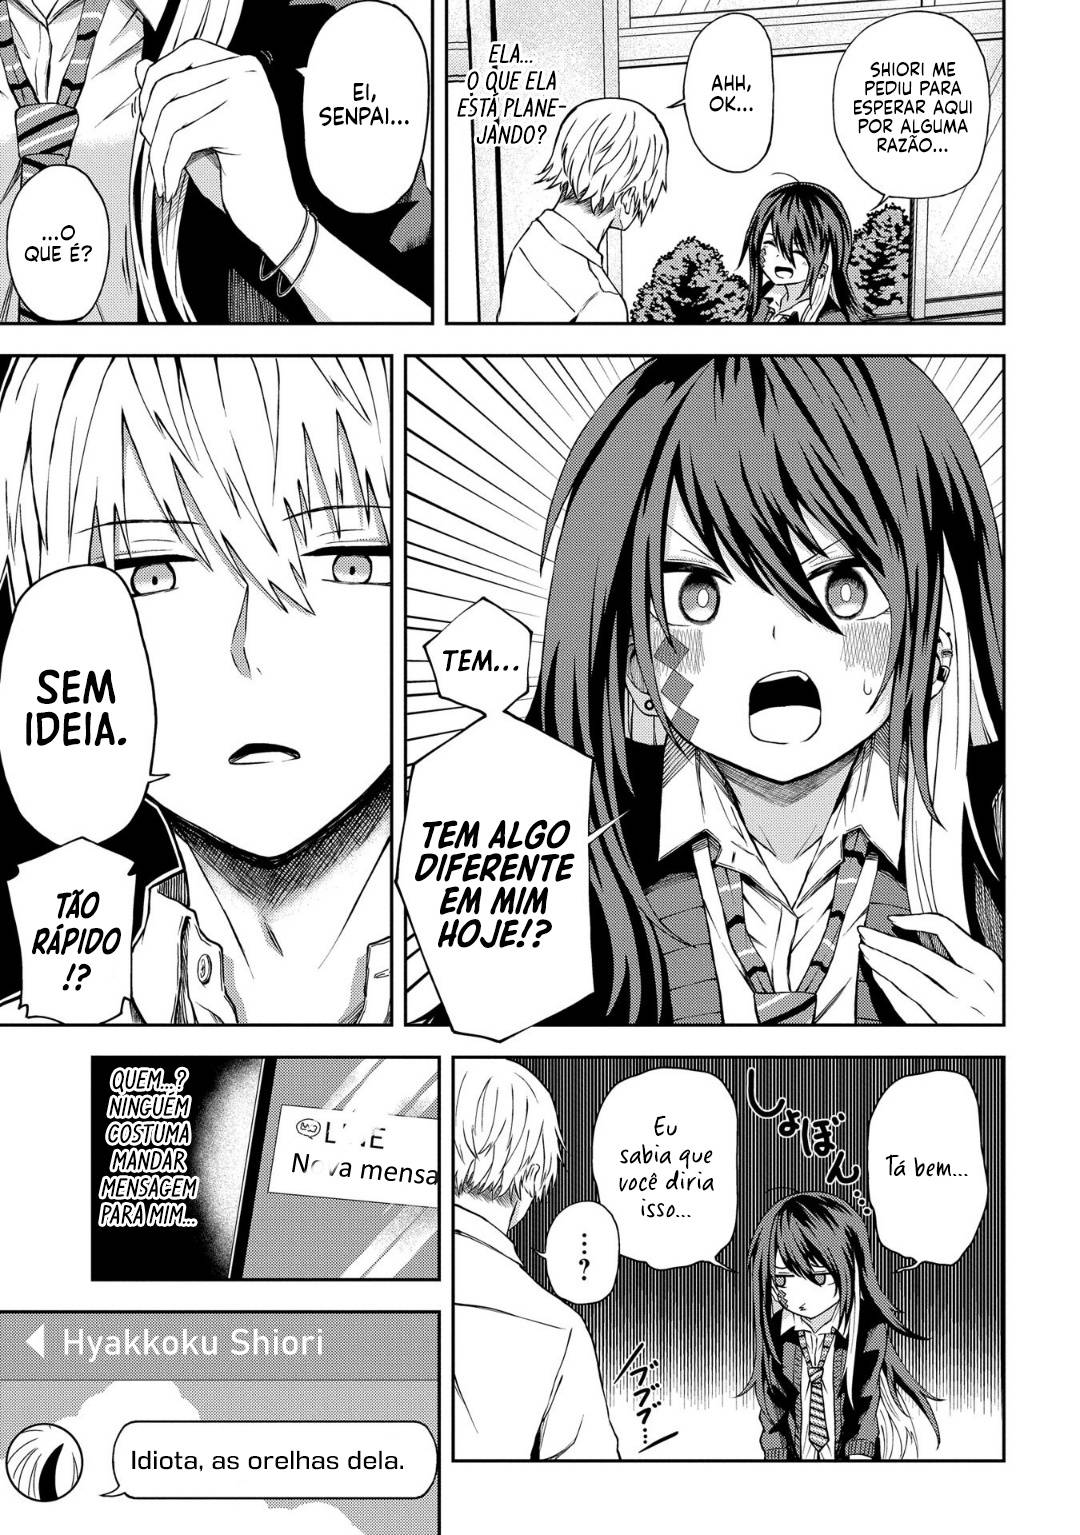 SHIORI ME
PEDIU PARA
ESPERAR AQUI
POR ALGUMA
RAZÃO...
AHH,
OK...
ELA...
O QUE ELA
ESTÁ PLANE-
JANDO?
EI,
SENPAI...
...O
QUE É?
TEM...
TEM ALGO
DIFERENTE
EM MIM
HOJE!?
SEM
IDEIA.
TÃO
RÁPIDO
!?
Tá bem...
しょぼん...
Eu
sabia que
você diria
isso...
...?
ブブブ...
QUEM...?
NINGUÉM
COSTUMA
MANDAR
MENSAGEM
PARA MIM...
Nova mensa
Hyakkoku Shiori
Idiota, as orelhas dela.